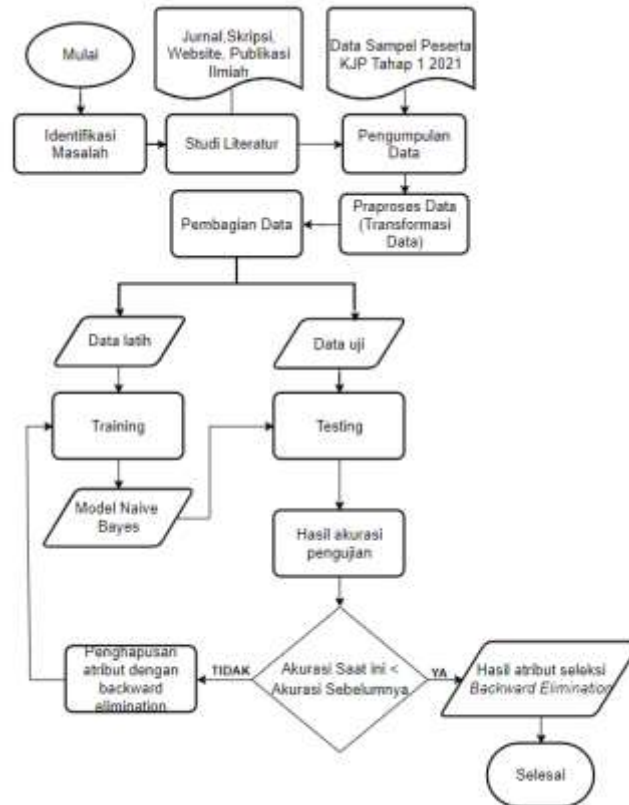 Mulai
Jurnal,Skripsi,
Website, Publikasi
Ilmiah
Data Sampel Peserta
KJP Tahap 1 2021
Identifikasi
Masalah
Studi Literatur
Pengumpulan
Data
Pembagian Data
Praproses Data
(Transformasi
Data)
Data latih
Data uji
Training
Testing
Model Naive
Bayes
Hasil akurasi
pengujian
Penghapusan
atribut dengan
backward
elimination
TIDAK
Akurasi Saat ini <
Akurasi Sebelumnya
YA
Hasil atribut seleksi
Backward Elimination
Selesai